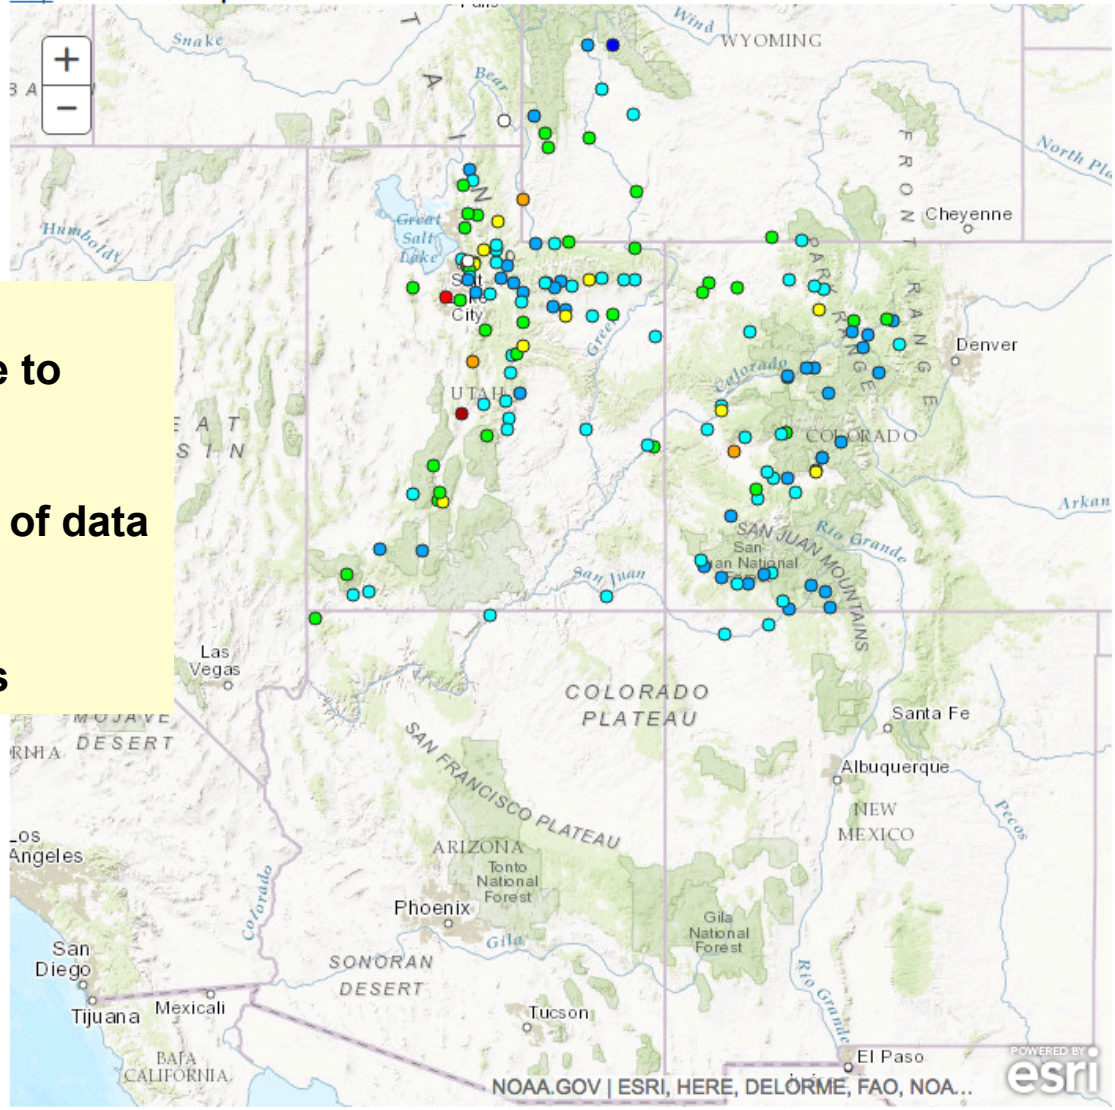 Snake
Wind
WYOMING
+
−
Bear
North Pla
FRONT
Cheyenne
Humboldt
Great
Salt
Lake
Salt
Lake
City
PARK RANGE
RANGE
Green
Denver
Colorado
UTAH
e to
COLORADO
E A T
S I N
of data
Arkan
SAN JUAN MOUNTAINS
Rio Grande
San
Juan National
Forest
San Juan
Las
Vegas
s
COLORADO
PLATEAU
MOJAVE
DESERT
RNIA
Santa Fe
SAN FRANCISCO PLATEAU
Albuquerque
NEW
MEXICO
Pecos
Los
Angeles
ARIZONA
Tonto
National
Forest
Colorado
Phoenix
Gila
National
Forest
Gila
San
Diego
SONORAN
DESERT
Rio Grande
Tijuana
Mexicali
Tucson
BAJA
CALIFORNIA
El Paso
POWERED BY
esri
NOAA.GOV | ESRI, HERE, DELORME, FAO, NOA...